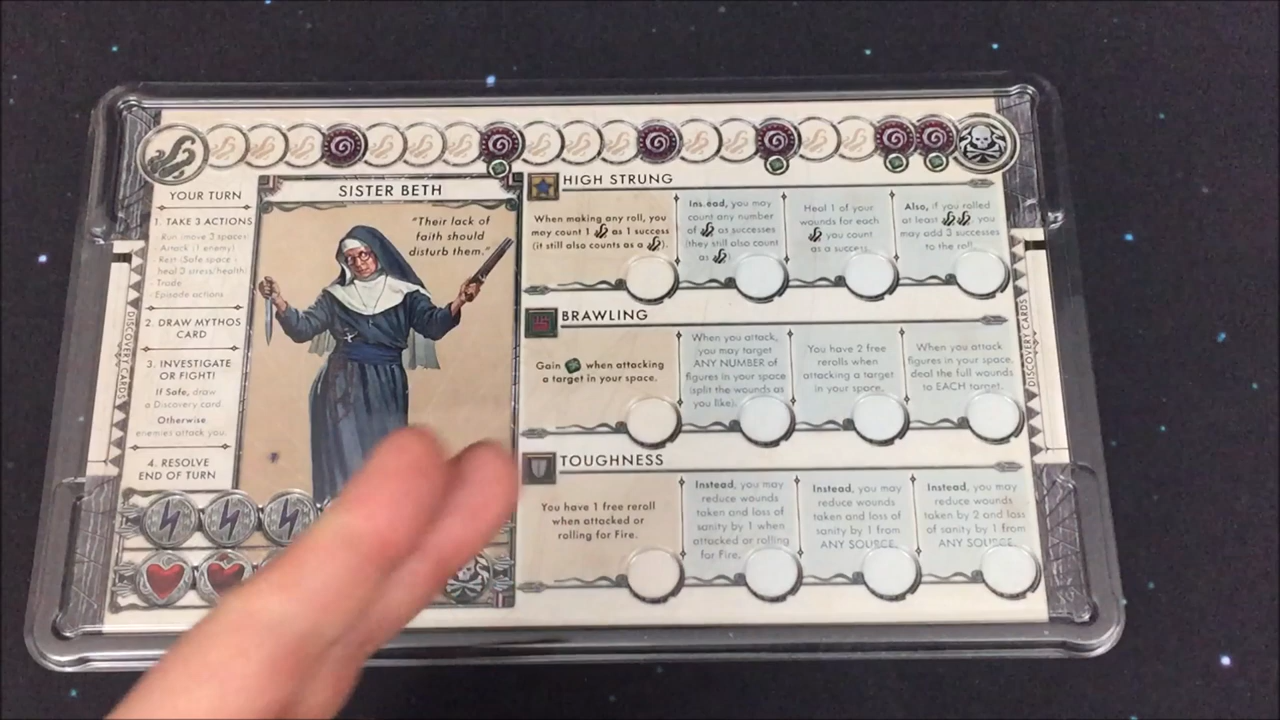 YOUR TURN
1. TAKE 3 ACTIONS
- Run (move 3 spaces)
- Attack (1 enemy)
- Rest (Safe space -
heal 3 stress/health)
- Trade
- Episode actions
2. DRAW MYTHOS
CARD
3. INVESTIGATE
OR FIGHT!
If Safe, draw
a Discovery card.
Otherwise
enemies attack you.
4. RESOLVE
END OF TURN
DISCOVERY CARDS
SISTER BETH
"Their lack of
faith should
disturb them."
HIGH STRUNG
When making any roll, you
may count 1 as 1 success
(it still also counts as a ).
Instead, you may
count any number
of as successes
(they still also count
as ).
Heal 1 of your
wounds for each
you count
as a success.
Also, if you rolled
at least , you
may add 3 successes
to the roll.
BRAWLING
Gain when attacking
a target in your space.
When you attack,
you may target
ANY NUMBER of
figures in your space
(split the wounds as
you like).
You have 2 free
rerolls when
attacking a target
in your space.
When you attack
figures in your space,
deal the full wounds
to EACH target.
TOUGHNESS
You have 1 free reroll
when attacked or
rolling for Fire.
Instead, you may
reduce wounds
taken and loss of
sanity by 1 when
attacked or rolling
for Fire.
Instead, you may
reduce wounds
taken and loss of
sanity by 1 from
ANY SOURCE.
Instead, you may
reduce wounds
taken by 2 and loss
of sanity by 1 from
ANY SOURCE.
DISCOVERY CARDS